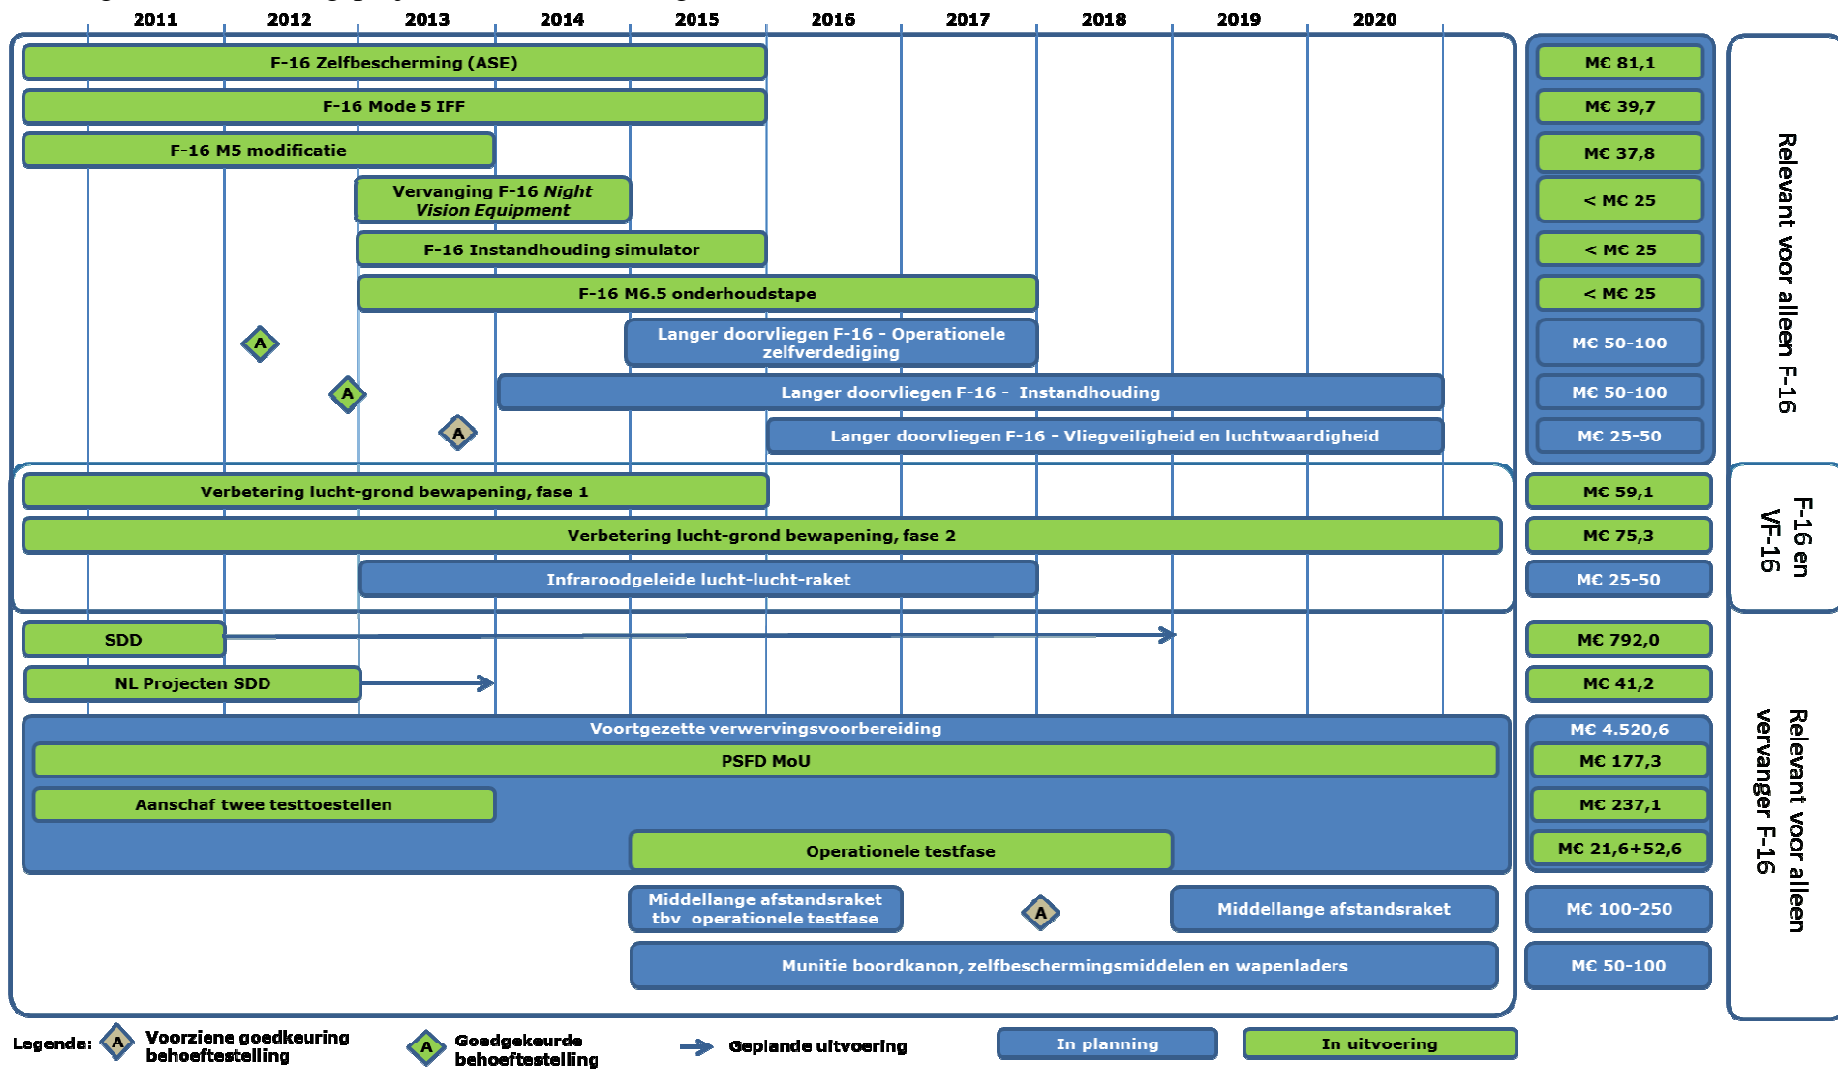 2011 2012 2013 2014 2015 2016 2017 2018 2019 2020
F-16 Zelfbescherming (ASE)
M€ 81,1
F-16 Mode 5 IFF
M€ 39,7
F-16 M5 modificatie
M€ 37,8
Vervanging F-16 Night
Vision Equipment
< M€ 25
F-16 Instandhouding simulator
< M€ 25
F-16 M6.5 onderhoudstape
< M€ 25
A
Langer doorvliegen F-16 - Operationele
zelfverdediging
M€ 50-100
A
Langer doorvliegen F-16 - Instandhouding
M€ 50-100
A
Langer doorvliegen F-16 - Vliegveiligheid en luchtwaardigheid
M€ 25-50
Relevant voor alleen F-16
Verbetering lucht-grond bewapening, fase 1
M€ 59,1
Verbetering lucht-grond bewapening, fase 2
M€ 75,3
Infraroodgeleide lucht-lucht-raket
M€ 25-50
F-16 en
VF-16
SDD
M€ 792,0
NL Projecten SDD
M€ 41,2
Voortgezette verwervingsvoorbereiding
M€ 4.520,6
PSFD MoU
M€ 177,3
Aanschaf twee testtoestellen
M€ 237,1
Operationele testfase
M€ 21,6+52,6
Middellange afstandsraket
tbv operationele testfase
A
Middellange afstandsraket
M€ 100-250
Munitie boordkanon, zelfbeschermingsmiddelen en wapenladers
M€ 50-100
Relevant voor alleen
vervanger F-16
Legenda:
A
Voorziene goedkeuring
behoeftestelling
A
Goedgekeurde
behoeftestelling
Geplande uitvoering
In planning
In uitvoering